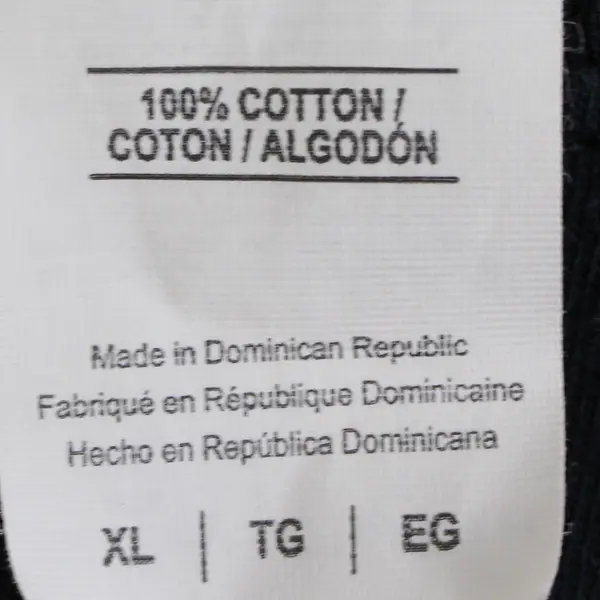 100% COTTON /
COTON / ALGODÓN
Made in Dominican Republic
Fabriqué en République Dominicaine
Hecho en República Dominicana
XL | TG | EG